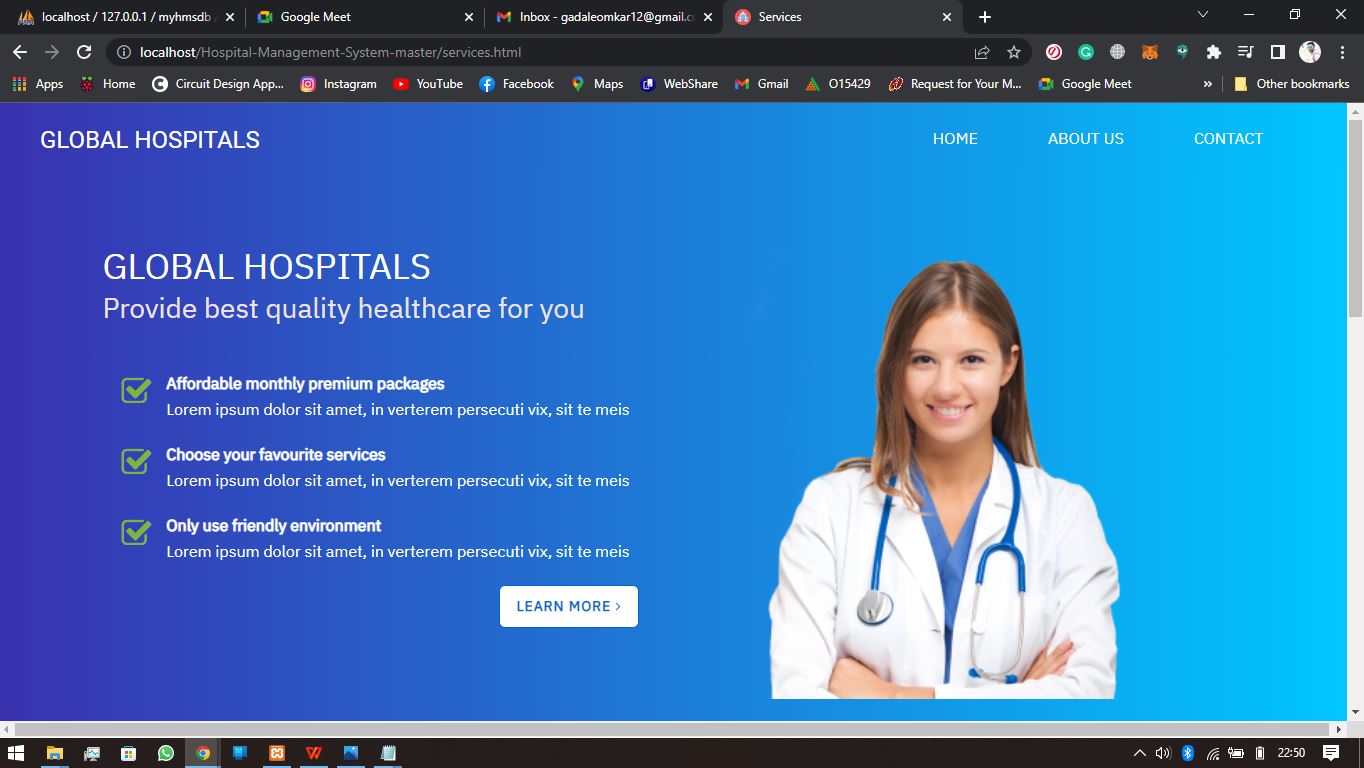 localhost / 127.0.0.1 / myhmsdb
Google Meet
Inbox - gadaleomkar12@gmail.c
Services
localhost/Hospital-Management-System-master/services.html
Apps
Home
Circuit Design App...
Instagram
YouTube
Facebook
Maps
WebShare
Gmail
O15429
Request for Your M...
Google Meet
»
Other bookmarks
GLOBAL HOSPITALS
HOME
ABOUT US
CONTACT
GLOBAL HOSPITALS
Provide best quality healthcare for you
Affordable monthly premium packages
Lorem ipsum dolor sit amet, in verterem persecuti vix, sit te meis
Choose your favourite services
Lorem ipsum dolor sit amet, in verterem persecuti vix, sit te meis
Only use friendly environment
Lorem ipsum dolor sit amet, in verterem persecuti vix, sit te meis
LEARN MORE >
22:50